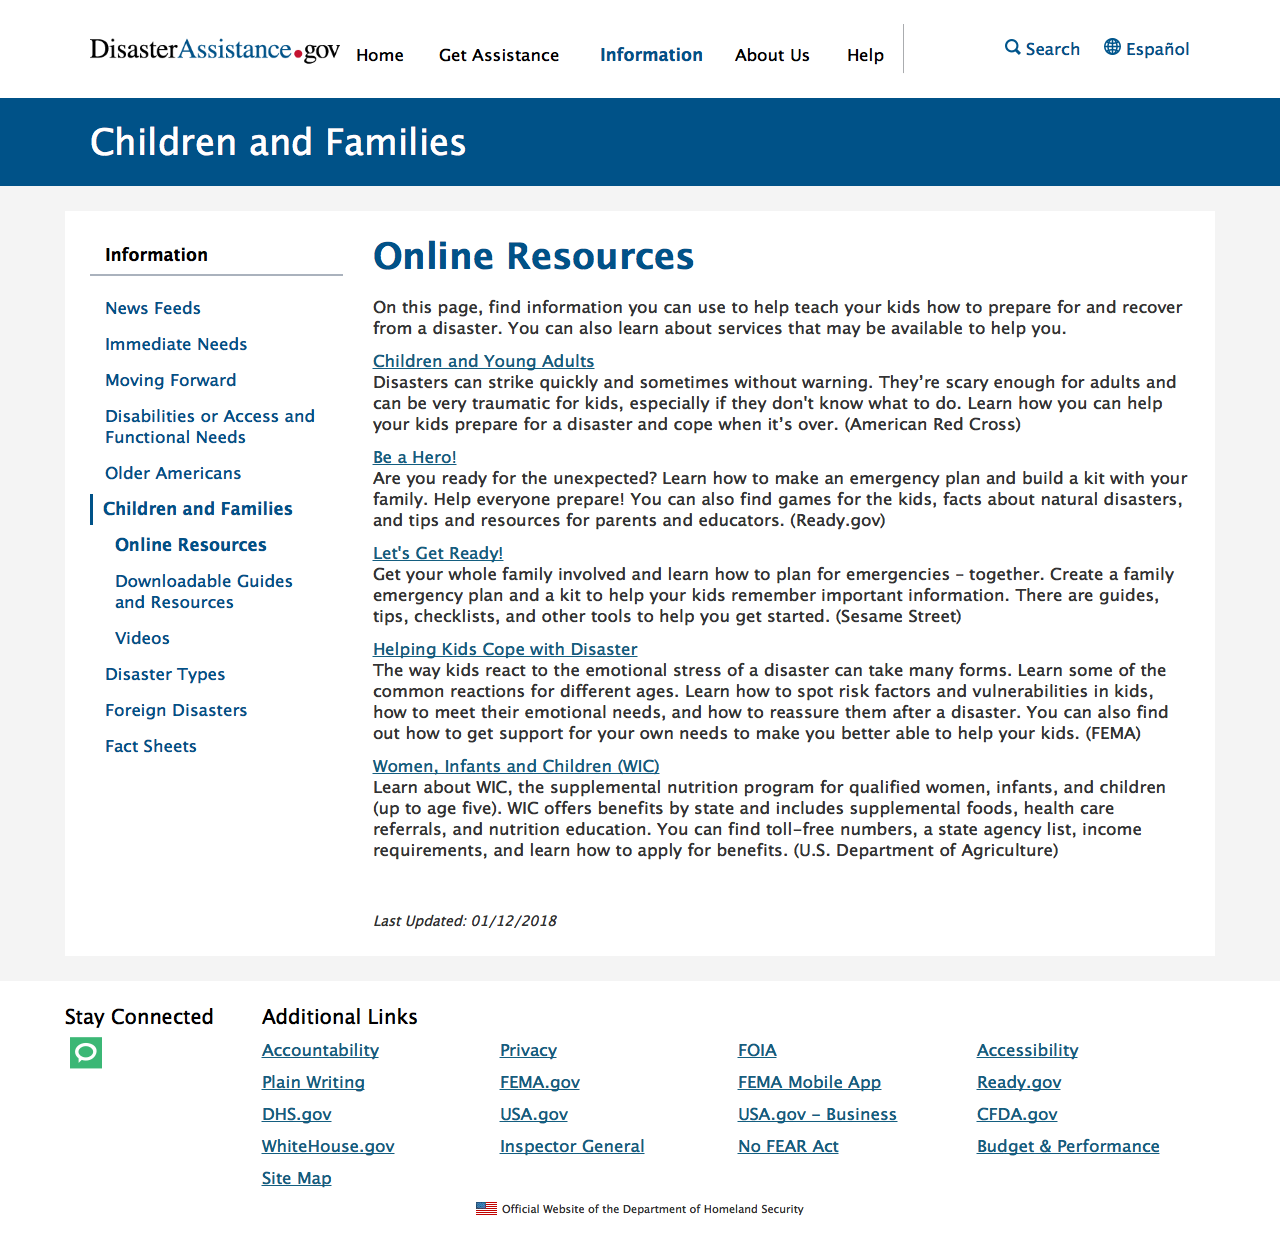 DisasterAssistance.gov
Home
Get Assistance
Information
About Us
Help
Search
Español
Children and Families
Information
News Feeds
Immediate Needs
Moving Forward
Disabilities or Access and
Functional Needs
Older Americans
Children and Families
Online Resources
Downloadable Guides
and Resources
Videos
Disaster Types
Foreign Disasters
Fact Sheets
Online Resources
On this page, find information you can use to help teach your kids how to prepare for and recover
from a disaster. You can also learn about services that may be available to help you.
Children and Young Adults
Disasters can strike quickly and sometimes without warning. They’re scary enough for adults and
can be very traumatic for kids, especially if they don't know what to do. Learn how you can help
your kids prepare for a disaster and cope when it’s over. (American Red Cross)
Be a Hero!
Are you ready for the unexpected? Learn how to make an emergency plan and build a kit with your
family. Help everyone prepare! You can also find games for the kids, facts about natural disasters,
and tips and resources for parents and educators. (Ready.gov)
Let's Get Ready!
Get your whole family involved and learn how to plan for emergencies – together. Create a family
emergency plan and a kit to help your kids remember important information. There are guides,
tips, checklists, and other tools to help you get started. (Sesame Street)
Helping Kids Cope with Disaster
The way kids react to the emotional stress of a disaster can take many forms. Learn some of the
common reactions for different ages. Learn how to spot risk factors and vulnerabilities in kids,
how to meet their emotional needs, and how to reassure them after a disaster. You can also find
out how to get support for your own needs to make you better able to help your kids. (FEMA)
Women, Infants and Children (WIC)
Learn about WIC, the supplemental nutrition program for qualified women, infants, and children
(up to age five). WIC offers benefits by state and includes supplemental foods, health care
referrals, and nutrition education. You can find toll-free numbers, a state agency list, income
requirements, and learn how to apply for benefits. (U.S. Department of Agriculture)
Last Updated: 01/12/2018
Stay Connected
Additional Links
Accountability
Privacy
FOIA
Accessibility
Plain Writing
FEMA.gov
FEMA Mobile App
Ready.gov
DHS.gov
USA.gov
USA.gov - Business
CFDA.gov
WhiteHouse.gov
Inspector General
No FEAR Act
Budget & Performance
Site Map
Official Website of the Department of Homeland Security